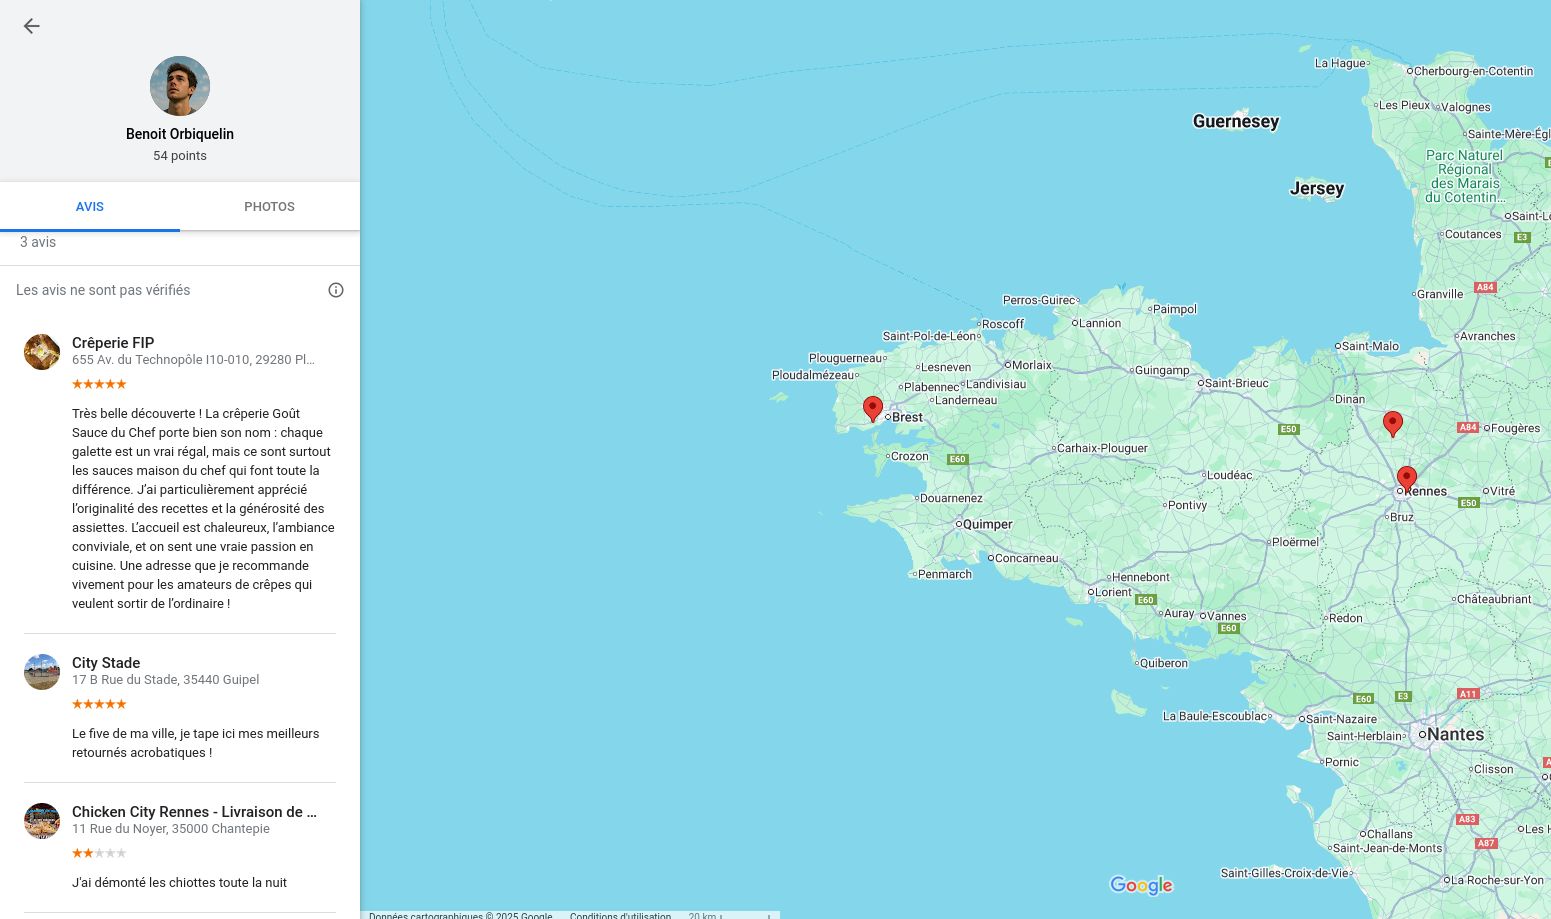 Benoit Orbiquelin
54 points
AVIS
PHOTOS
3 avis
Les avis ne sont pas vérifiés
Crêperie FIP
655 Av. du Technopôle I10-010, 29280 Pl…
Très belle découverte ! La crêperie Goût
Sauce du Chef porte bien son nom : chaque
galette est un vrai régal, mais ce sont surtout
les sauces maison du chef qui font toute la
différence. J’ai particulièrement apprécié
l’originalité des recettes et la générosité des
assiettes. L’accueil est chaleureux, l’ambiance
conviviale, et on sent une vraie passion en
cuisine. Une adresse que je recommande
vivement pour les amateurs de crêpes qui
veulent sortir de l’ordinaire !
City Stade
17 B Rue du Stade, 35440 Guipel
Le five de ma ville, je tape ici mes meilleurs
retournés acrobatiques !
Chicken City Rennes - Livraison de …
11 Rue du Noyer, 35000 Chantepie
J'ai démonté les chiottes toute la nuit
La Hague
Cherbourg-en-Cotentin
Les Pieux
Valognes
Guernesey
Sainte-Mère-Égl
Parc Naturel
Régional
des Marais
du Cotentin…
Jersey
Saint-Lo
Coutances
E3
A84
Granville
Perros-Guirec
Paimpol
Roscoff
Lannion
Saint-Pol-de-Léon
Avranches
Saint-Malo
Plouguerneau
Lesneven
Morlaix
Guingamp
Ploudalmézeau
Plabennec
Landivisiau
Saint-Brieuc
Landerneau
Dinan
Brest
E50
A84
Fougères
Carhaix-Plouguer
Crozon
E60
Loudéac
Rennes
Vitré
Douarnenez
Pontivy
E50
Bruz
Quimper
Ploërmel
Concarneau
Penmarch
Hennebont
Lorient
E60
Châteaubriant
Auray
Vannes
Redon
E60
Quiberon
A11
E60
E3
La Baule-Escoublac
Saint-Nazaire
Saint-Herblain
Nantes
Pornic
Clisson
Challans
A83
Les H
Saint-Jean-de-Monts
A87
Saint-Gilles-Croix-de-Vie
La Roche-sur-Yon
Google
Données cartographiques © 2025 Google
Conditions d'utilisation
20 km